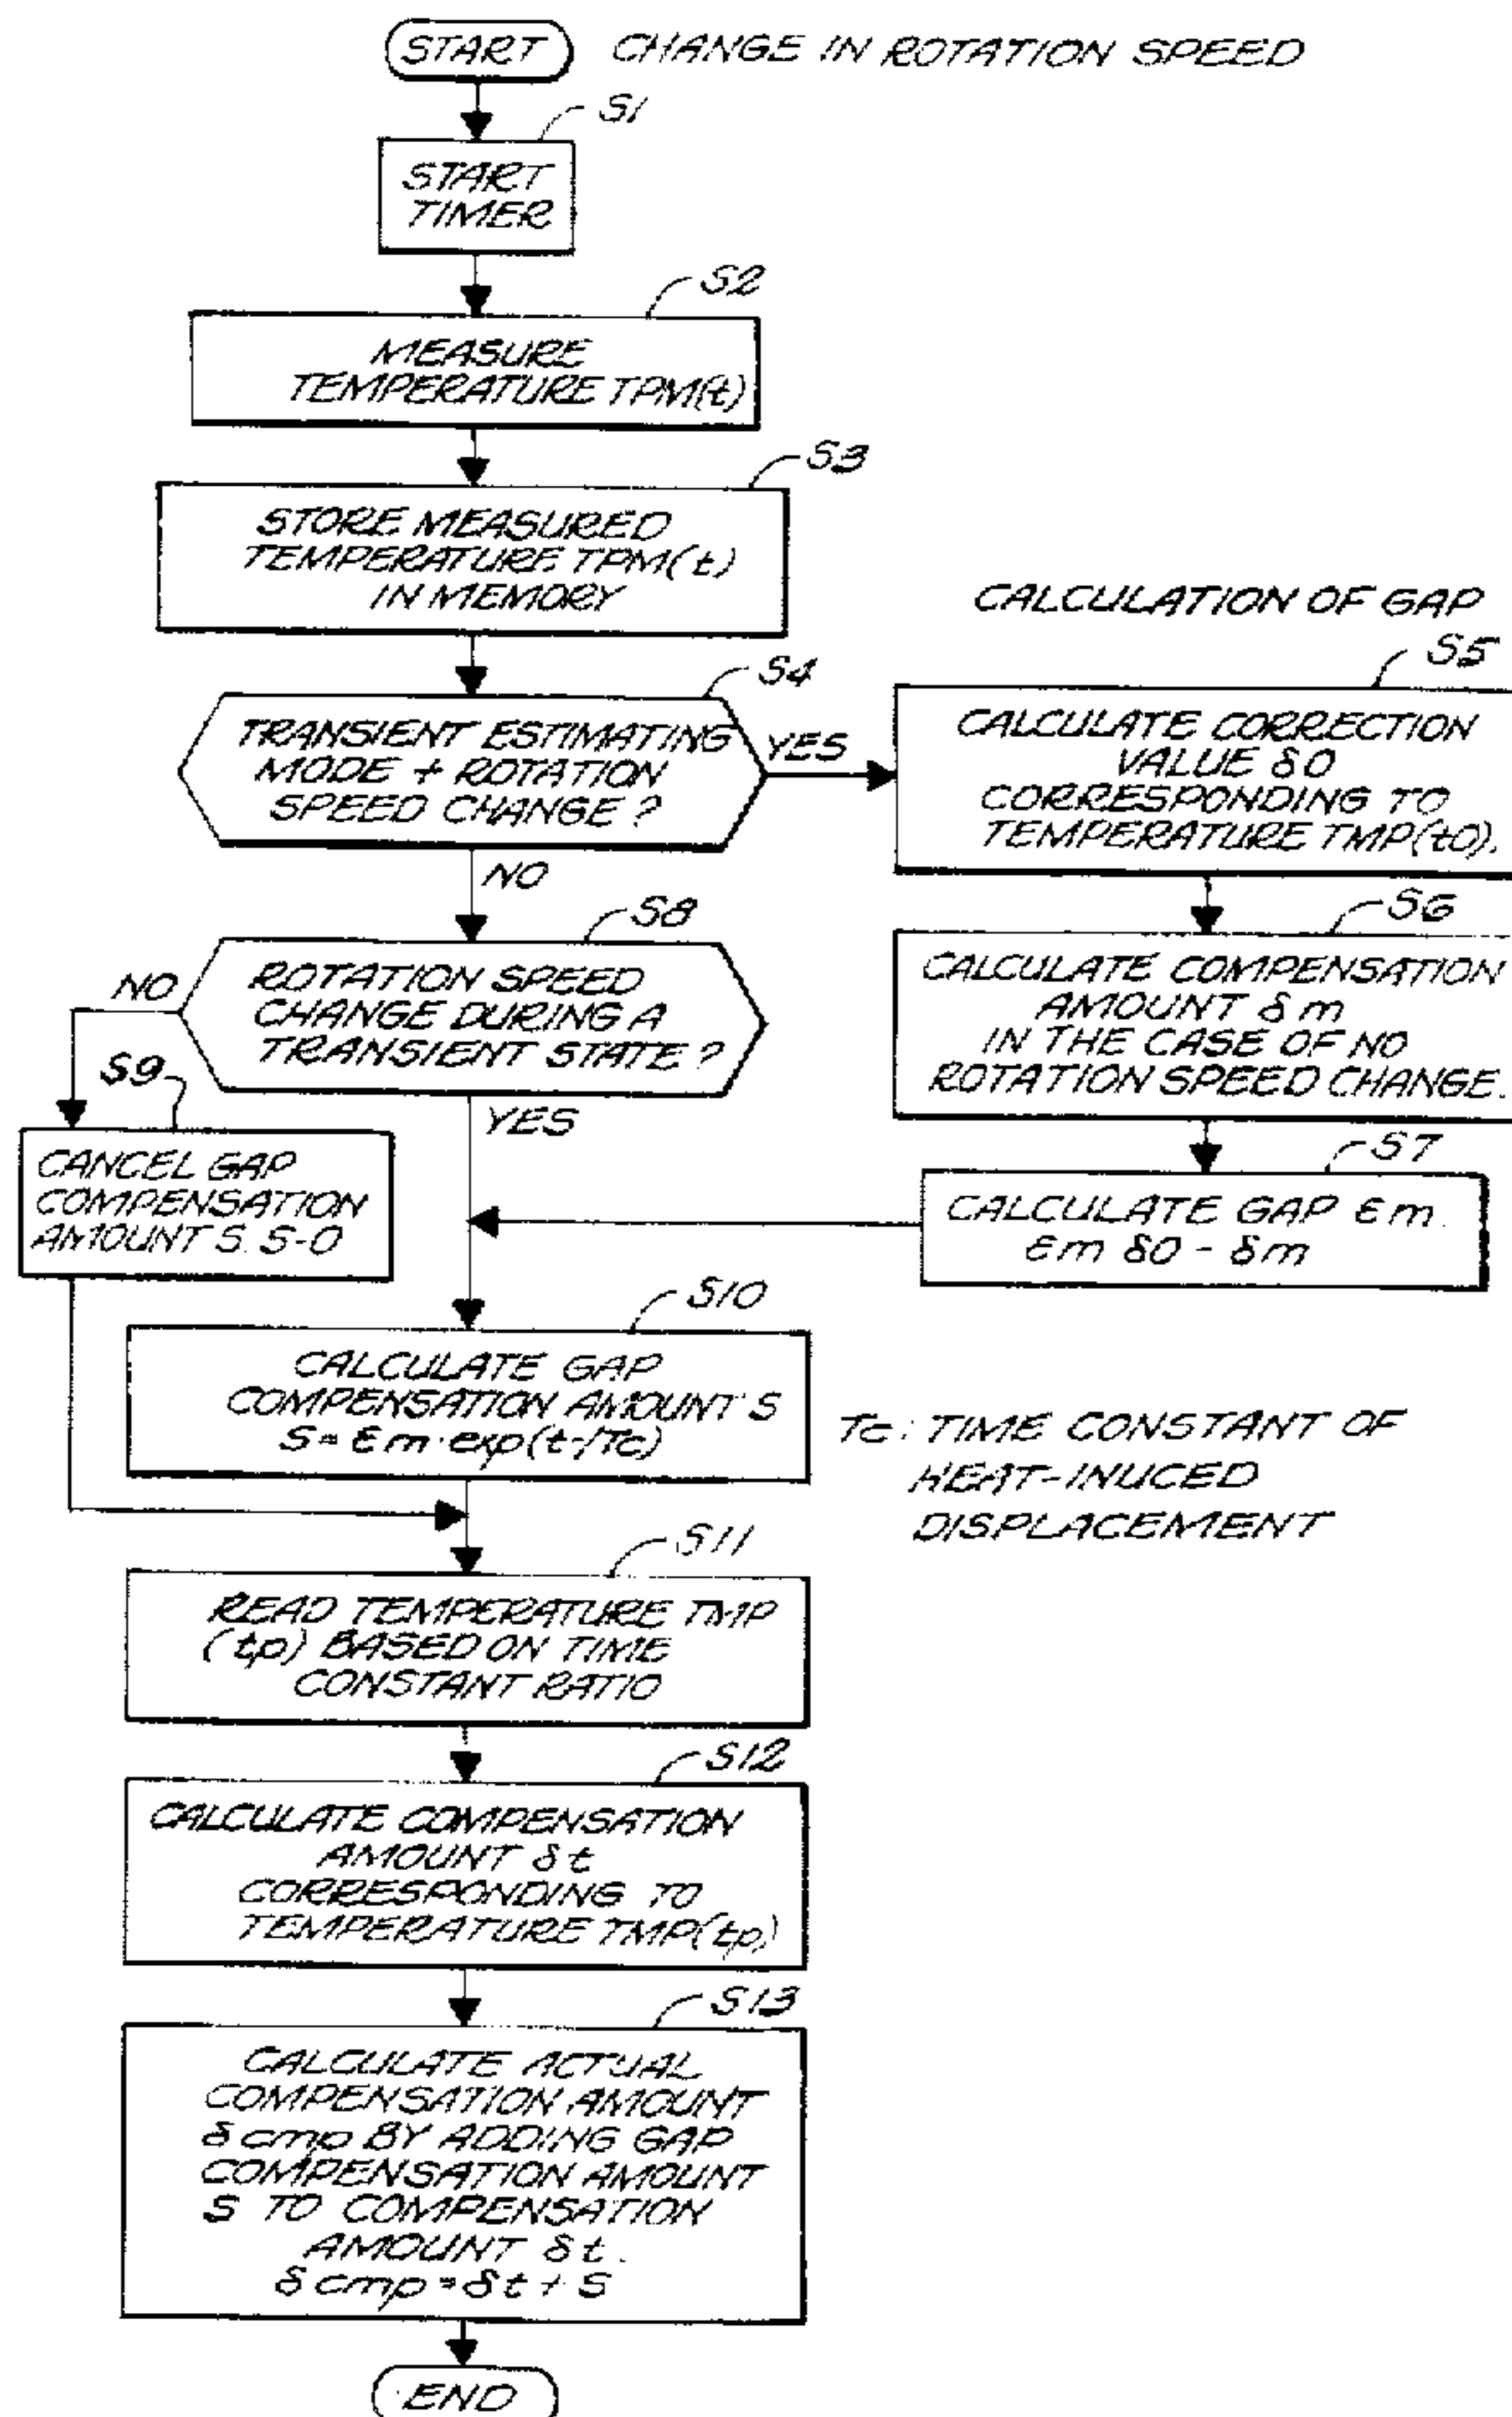 START
CHANGE IN ROTATION SPEED
S1
START
TIMER
S2
MEASURE
TEMPERATURE TPM(t)
S3
STORE MEASURED
TEMPERATURE TPM(t)
IN MEMORY
S4
TRANSIENT ESTIMATING
MODE + ROTATION
SPEED CHANGE?
YES
NO
CALCULATION OF GAP
S5
CALCULATE CORRECTION
VALUE δ0
CORRESPONDING TO
TEMPERATURE TMP(t0).
S6
CALCULATE COMPENSATION
AMOUNT δm
IN THE CASE OF NO
ROTATION SPEED CHANGE.
S7
CALCULATE GAP εm.
εm δ0 - δm
S8
ROTATION SPEED
CHANGE DURING A
TRANSIENT STATE?
NO
YES
S9
CANCEL GAP
COMPENSATION
AMOUNT S. S-0
S10
CALCULATE GAP
COMPENSATION AMOUNT S
S=εm·exp(t-/Tc)
Tc: TIME CONSTANT OF
HEAT-INUCED
DISPLACEMENT
S11
READ TEMPERATURE TMP
(tp) BASED ON TIME
CONSTANT RATIO
S12
CALCULATE COMPENSATION
AMOUNT δt
CORRESPONDING TO
TEMPERATURE TMP(tp)
S13
CALCULATE ACTUAL
COMPENSATION AMOUNT
δcmp BY ADDING GAP
COMPENSATION AMOUNT
S TO COMPENSATION
AMOUNT δt.
δcmp=δt+S
END